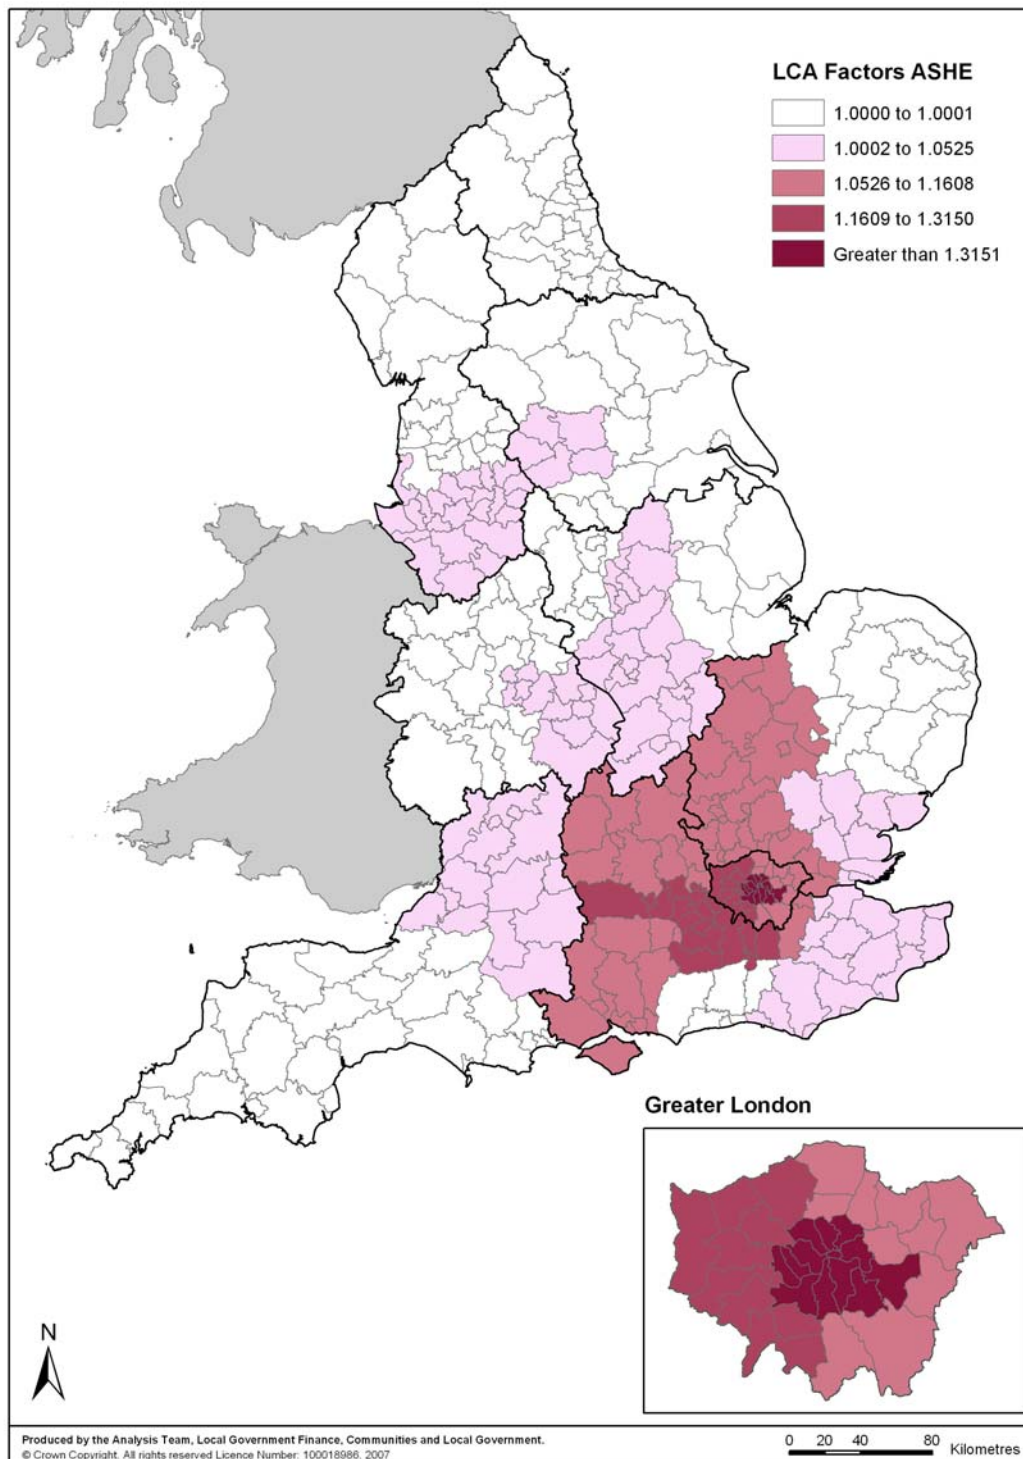 LCA Factors ASHE
1.0000 to 1.0001
1.0002 to 1.0525
1.0526 to 1.1608
1.1609 to 1.3150
Greater than 1.3151
Greater London
N
Produced by the Analysis Team, Local Government Finance, Communities and Local Government.
© Crown Copyright. All rights reserved Licence Number: 100018986, 2007
0 20 40 80 Kilometres